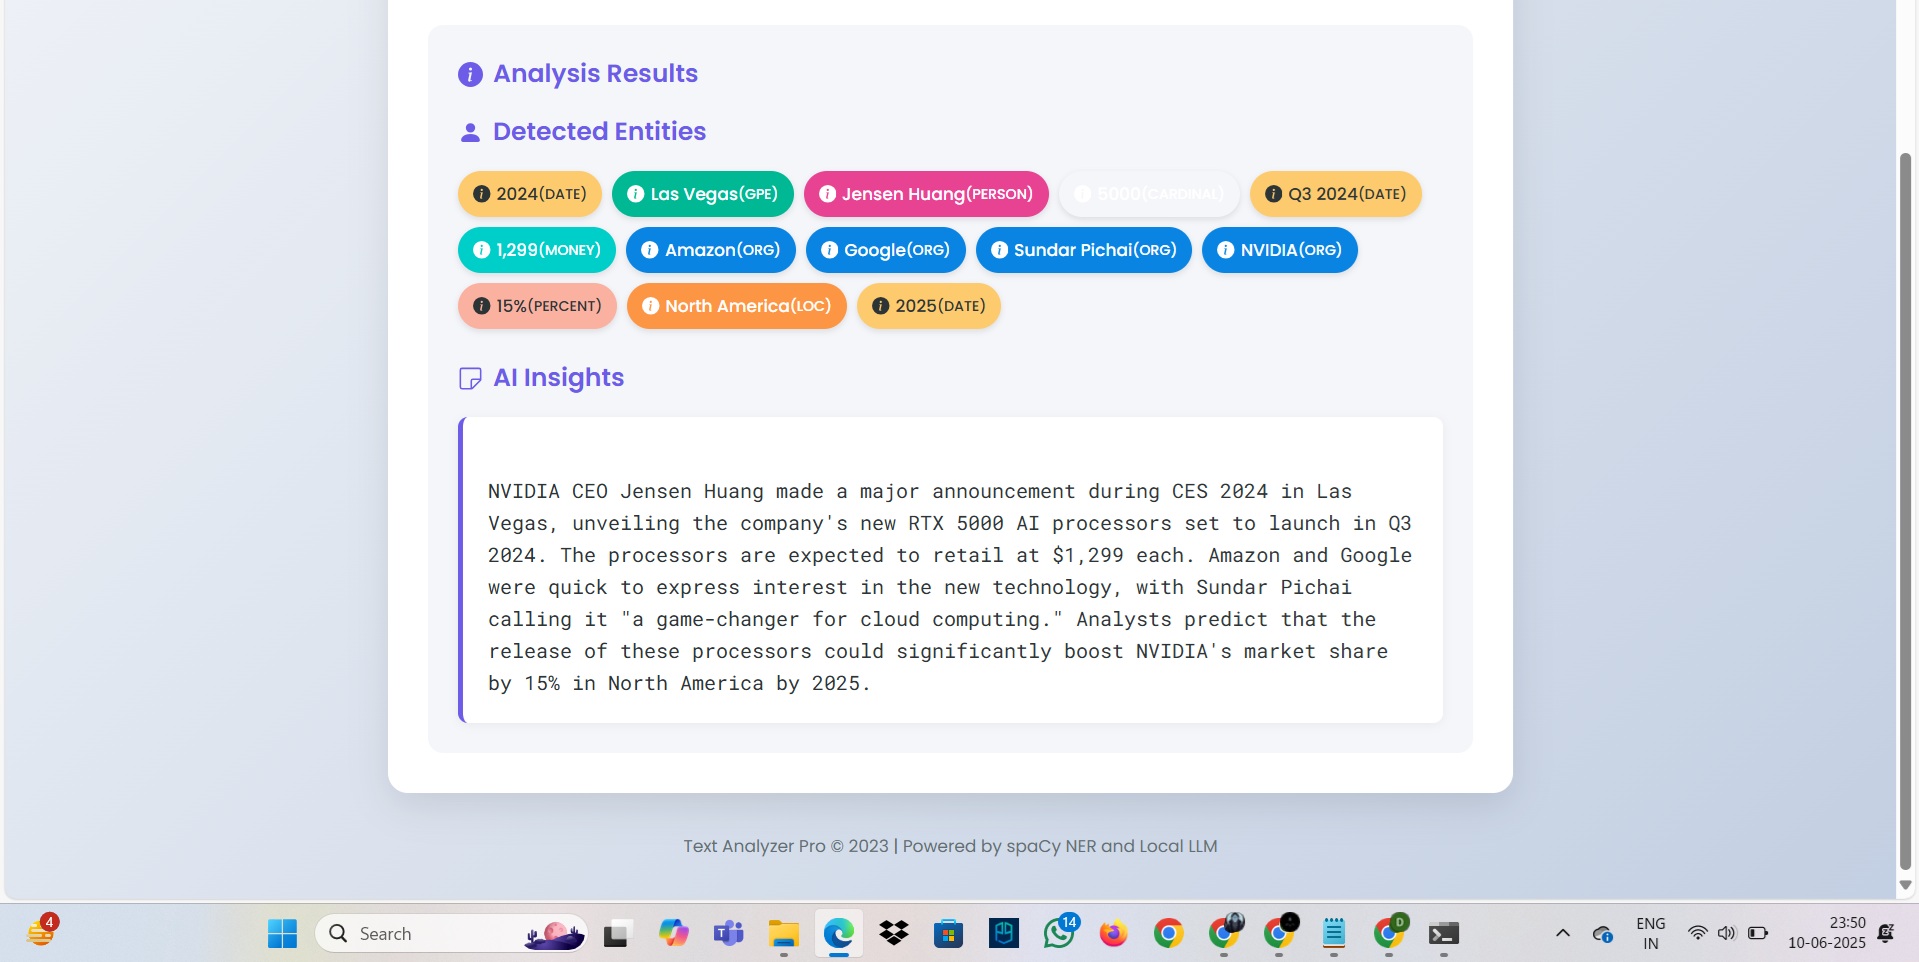 Analysis Results
Detected Entities
2024(DATE) Las Vegas(GPE) Jensen Huang(PERSON) 5000(CARDINAL) Q3 2024(DATE)
1,299(MONEY) Amazon(ORG) Google(ORG) Sundar Pichai(ORG) NVIDIA(ORG)
15%(PERCENT) North America(LOC) 2025(DATE)
AI Insights
NVIDIA CEO Jensen Huang made a major announcement during CES 2024 in Las
Vegas, unveiling the company's new RTX 5000 AI processors set to launch in Q3
2024. The processors are expected to retail at $1,299 each. Amazon and Google
were quick to express interest in the new technology, with Sundar Pichai
calling it "a game-changer for cloud computing." Analysts predict that the
release of these processors could significantly boost NVIDIA's market share
by 15% in North America by 2025.
Text Analyzer Pro © 2023 | Powered by spaCy NER and Local LLM
4
Search
14
D
ENG
IN
23:50
10-06-2025